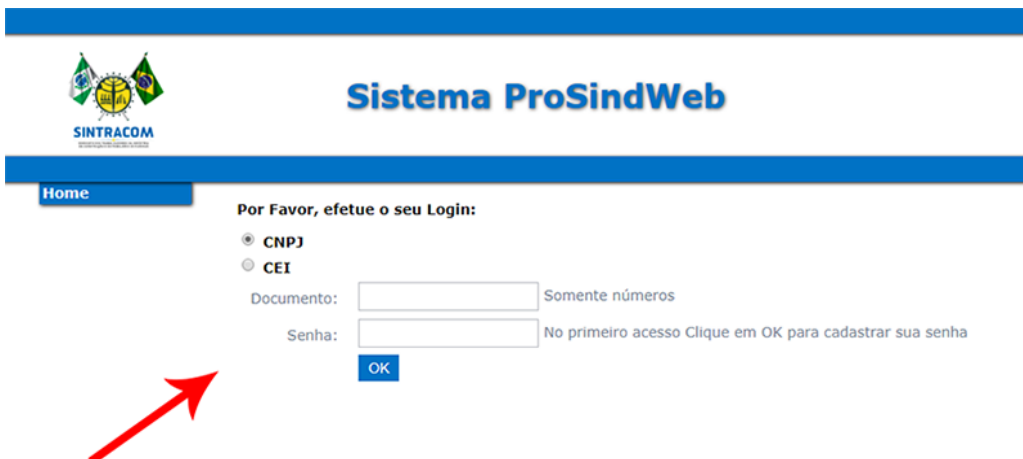 SINTRACOM
Sistema ProSindWeb
Home
Por Favor, efetue o seu Login:
CNPJ
CEI
Documento: Somente números
Senha: No primeiro acesso Clique em OK para cadastrar sua senha
OK